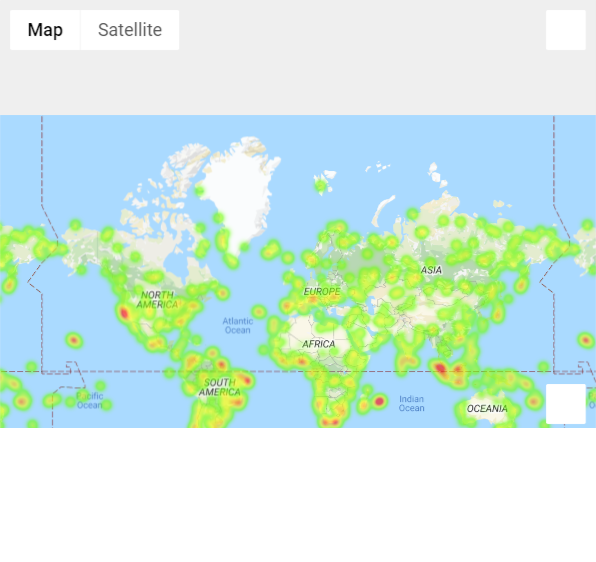 Map
Satellite
ASIA
EUROPE
NORTH
AMERICA
Atlantic
Ocean
AFRICA
SOUTH
AMERICA
Pacific
Ocean
Indian
Ocean
OCEANIA